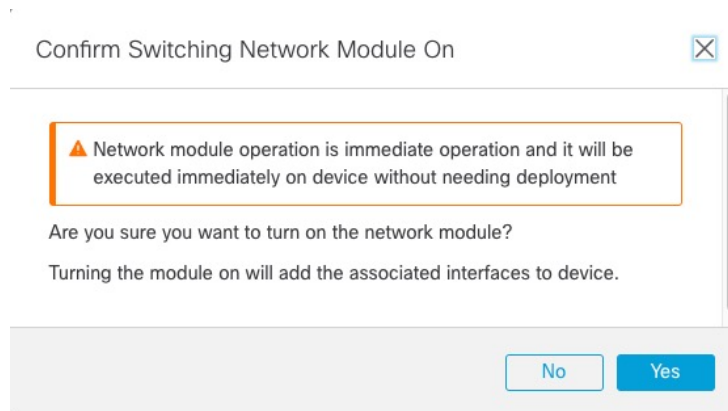 Confirm Switching Network Module On
Network module operation is immediate operation and it will be
executed immediately on device without needing deployment
Are you sure you want to turn on the network module?
Turning the module on will add the associated interfaces to device.
No
Yes